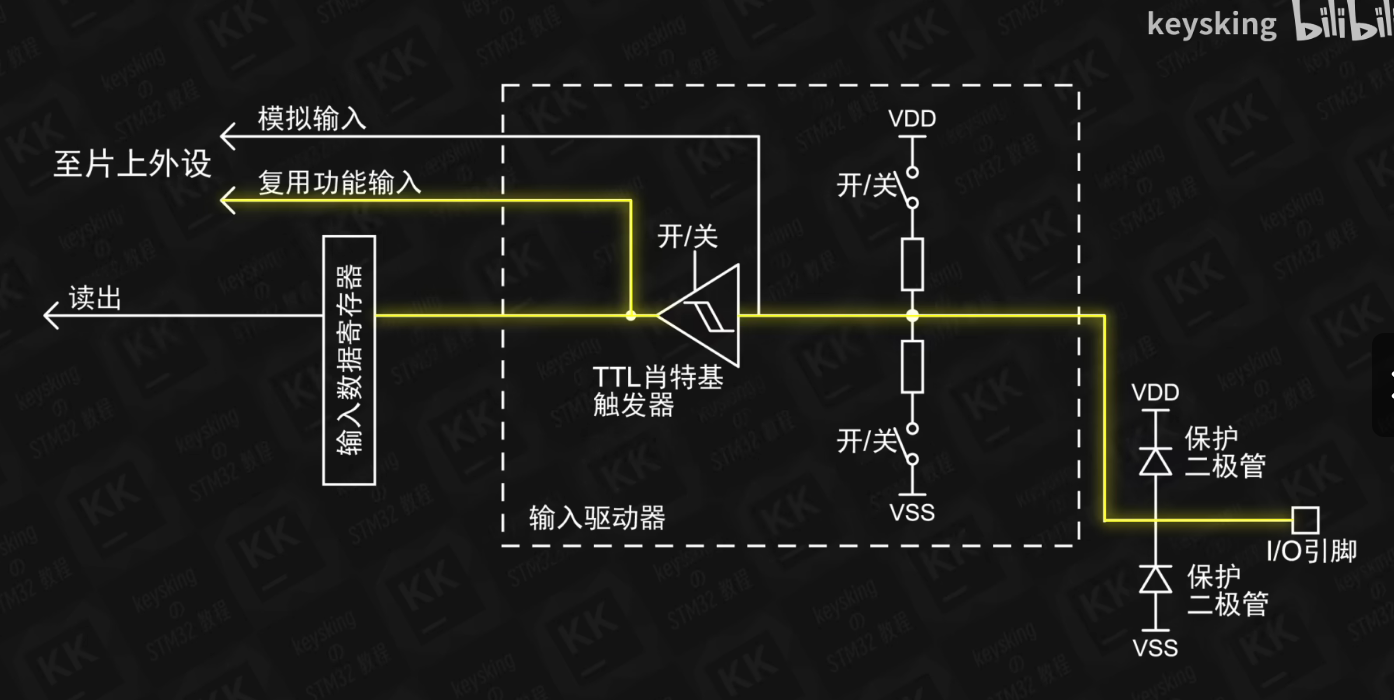 keysking bilibili
模拟输入
至片上外设
复用功能输入
读出
输入数据寄存器
开/关
TTL肖特基
触发器
VDD
开/关
开/关
VSS
输入驱动器
VDD
保护
二极管
I/O引脚
保护
二极管
VSS